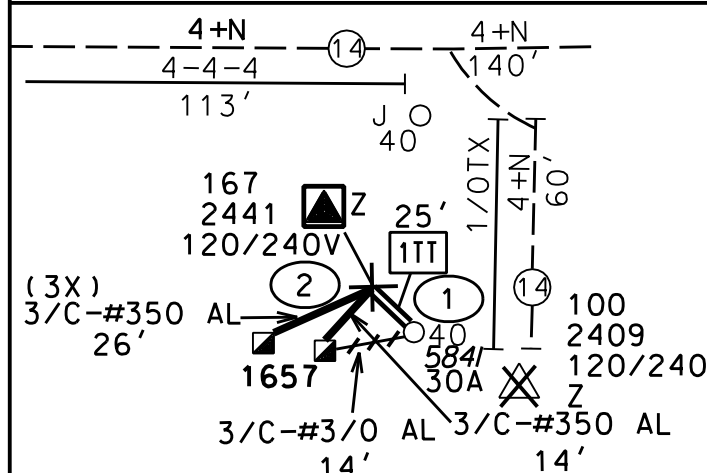 4+N
14
4+N
4-4-4
140'
113'
J
40
1/0TX
4+N
60'
167
2441
120/240V
Z
25'
1TT
2
1
14
(3X)
3/C-#350 AL
26'
1657
40
5841
30A
100
2409
120/240
Z
3/C-#3/0 AL
14'
3/C-#350 AL
14'